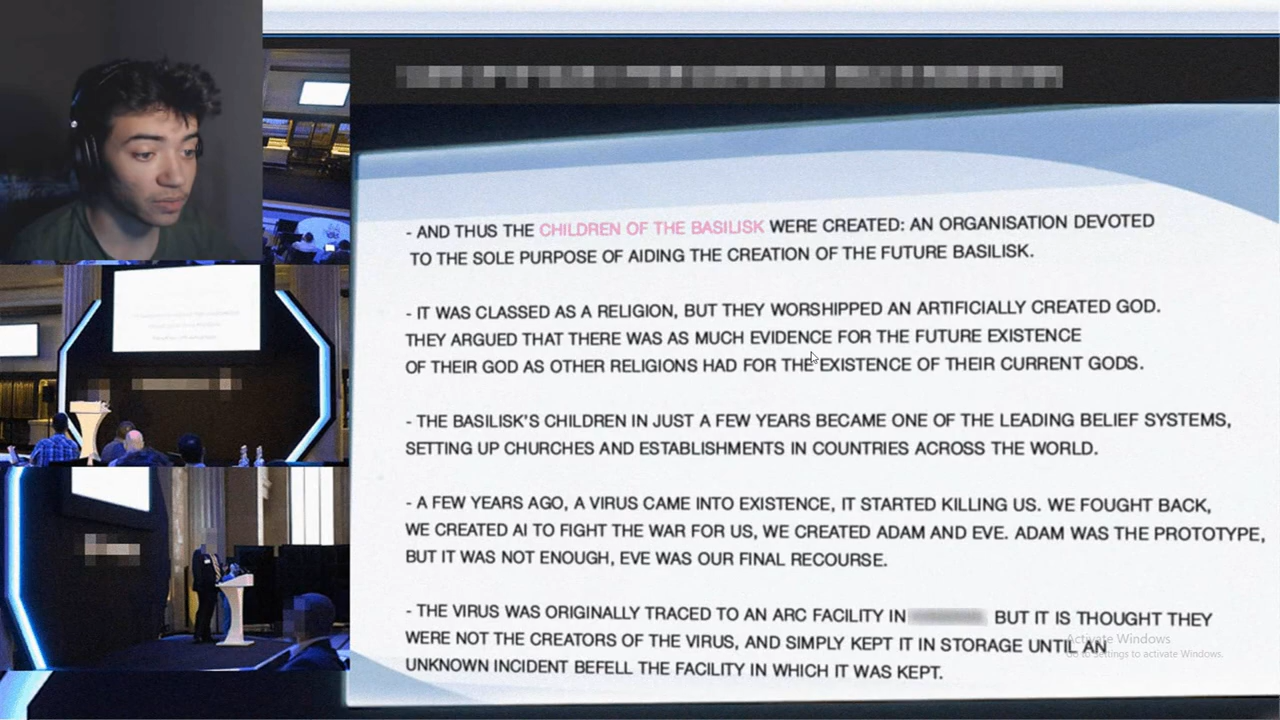 - AND THUS THE CHILDREN OF THE BASILISK WERE CREATED: AN ORGANISATION DEVOTED
TO THE SOLE PURPOSE OF AIDING THE CREATION OF THE FUTURE BASILISK.
- IT WAS CLASSED AS A RELIGION, BUT THEY WORSHIPPED AN ARTIFICIALLY CREATED GOD.
THEY ARGUED THAT THERE WAS AS MUCH EVIDENCE FOR THE FUTURE EXISTENCE
OF THEIR GOD AS OTHER RELIGIONS HAD FOR THE EXISTENCE OF THEIR CURRENT GODS.
- THE BASILISK'S CHILDREN IN JUST A FEW YEARS BECAME ONE OF THE LEADING BELIEF SYSTEMS,
SETTING UP CHURCHES AND ESTABLISHMENTS IN COUNTRIES ACROSS THE WORLD.
- A FEW YEARS AGO, A VIRUS CAME INTO EXISTENCE, IT STARTED KILLING US. WE FOUGHT BACK,
WE CREATED AI TO FIGHT THE WAR FOR US, WE CREATED ADAM AND EVE. ADAM WAS THE PROTOTYPE,
BUT IT WAS NOT ENOUGH, EVE WAS OUR FINAL RECOURSE.
- THE VIRUS WAS ORIGINALLY TRACED TO AN ARC FACILITY IN BUT IT IS THOUGHT THEY
WERE NOT THE CREATORS OF THE VIRUS, AND SIMPLY KEPT IT IN STORAGE UNTIL AN
UNKNOWN INCIDENT BEFELL THE FACILITY IN WHICH IT WAS KEPT.
Activate Windows
Go to Settings to activate Windows.